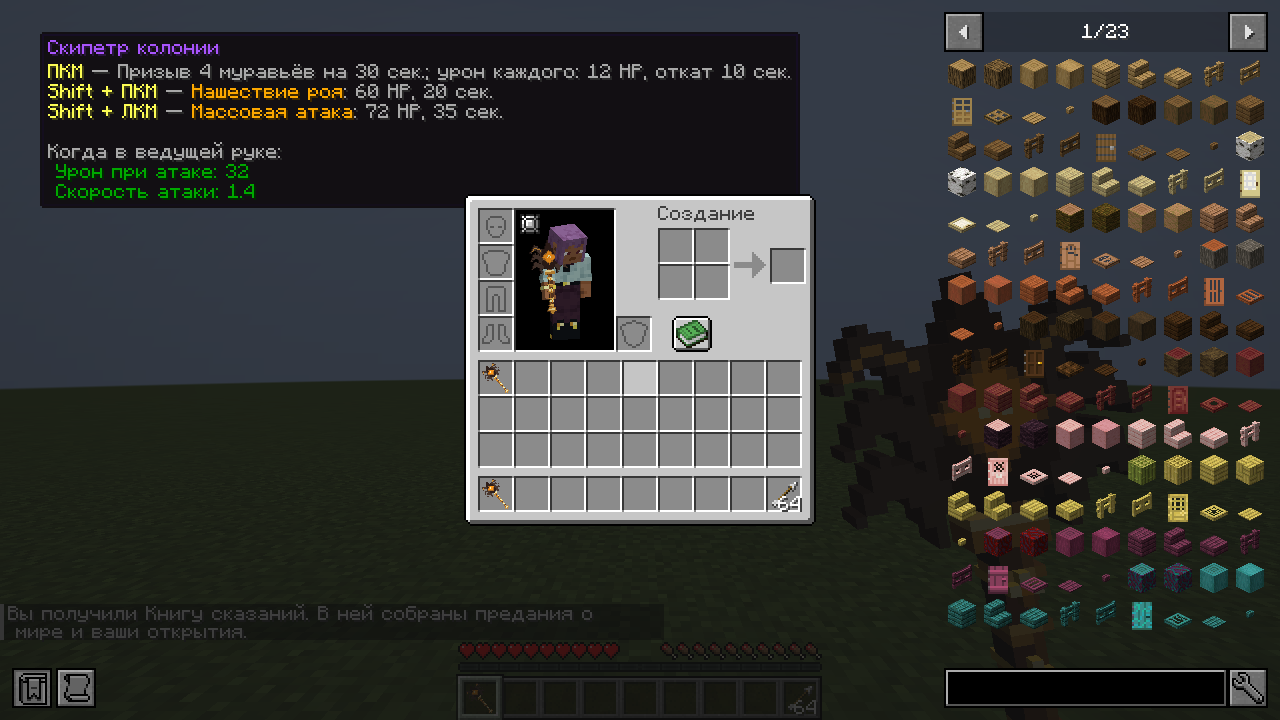 Скипетр колонии
ПКМ — Призыв 4 муравьёв на 30 сек.; урон каждого: 12 HP, откат 10 сек.
Shift + ПКМ — Нашествие роя: 60 HP, 20 сек.
Shift + ЛКМ — Массовая атака: 72 HP, 35 сек.
Когда в ведущей руке:
Урон при атаке: 32
Скорость атаки: 1.4
1/23
Создание
64
Вы получили Книгу сказаний. В ней собраны предания о
мире и ваши открытия.
64